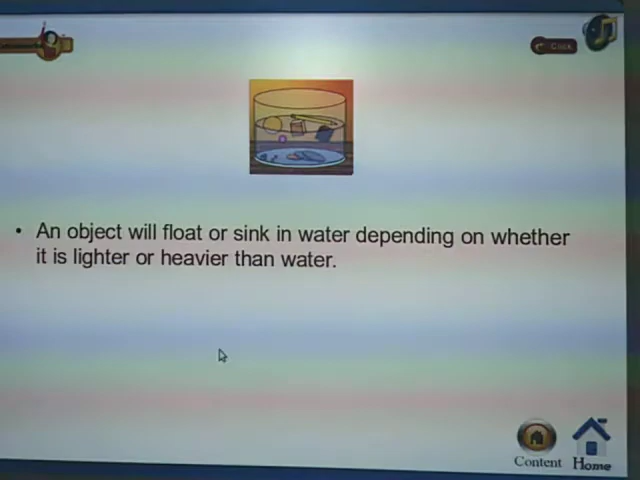 Click
• An object will float or sink in water depending on whether
it is lighter or heavier than water.
Content Home